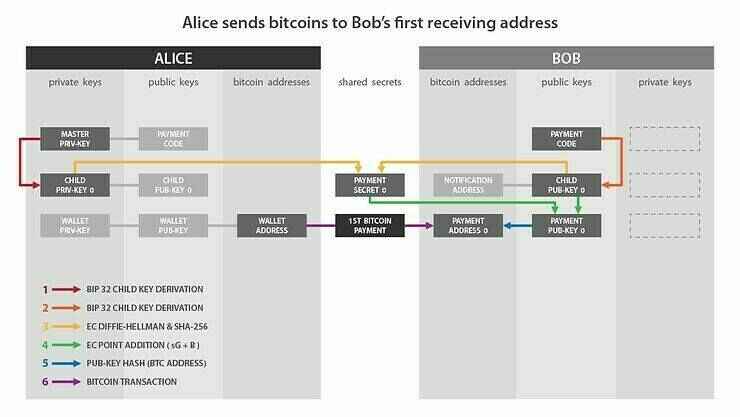 Alice sends bitcoins to Bob's first receiving address
ALICE
BOB
private keys
public keys
bitcoin addresses
shared secrets
bitcoin addresses
public keys
private keys
MASTER
PRIV-KEY
PAYMENT
CODE
PAYMENT
CODE
CHILD
PRIV-KEY 0
CHILD
PUB-KEY 0
PAYMENT
SECRET 0
NOTIFICATION
ADDRESS
CHILD
PUB-KEY 0
WALLET
PRIV-KEY
WALLET
PUB-KEY
WALLET
ADDRESS
1ST BITCOIN
PAYMENT
PAYMENT
ADDRESS 0
PAYMENT
PUB-KEY 0
1 BIP 32 CHILD KEY DERIVATION
2 BIP 32 CHILD KEY DERIVATION
3 EC DIFFIE-HELLMAN & SHA-256
4 EC POINT ADDITION ( sG + B )
5 PUB-KEY HASH (BTC ADDRESS)
6 BITCOIN TRANSACTION